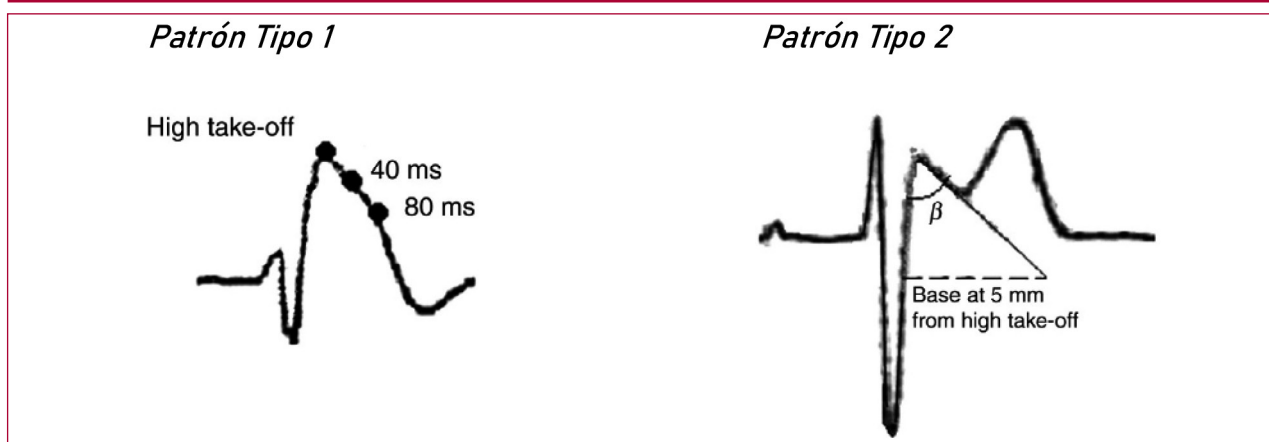 Patrón Tipo 1
Patrón Tipo 2
High take-off
40 ms
80 ms
β
Base at 5 mm
from high take-off